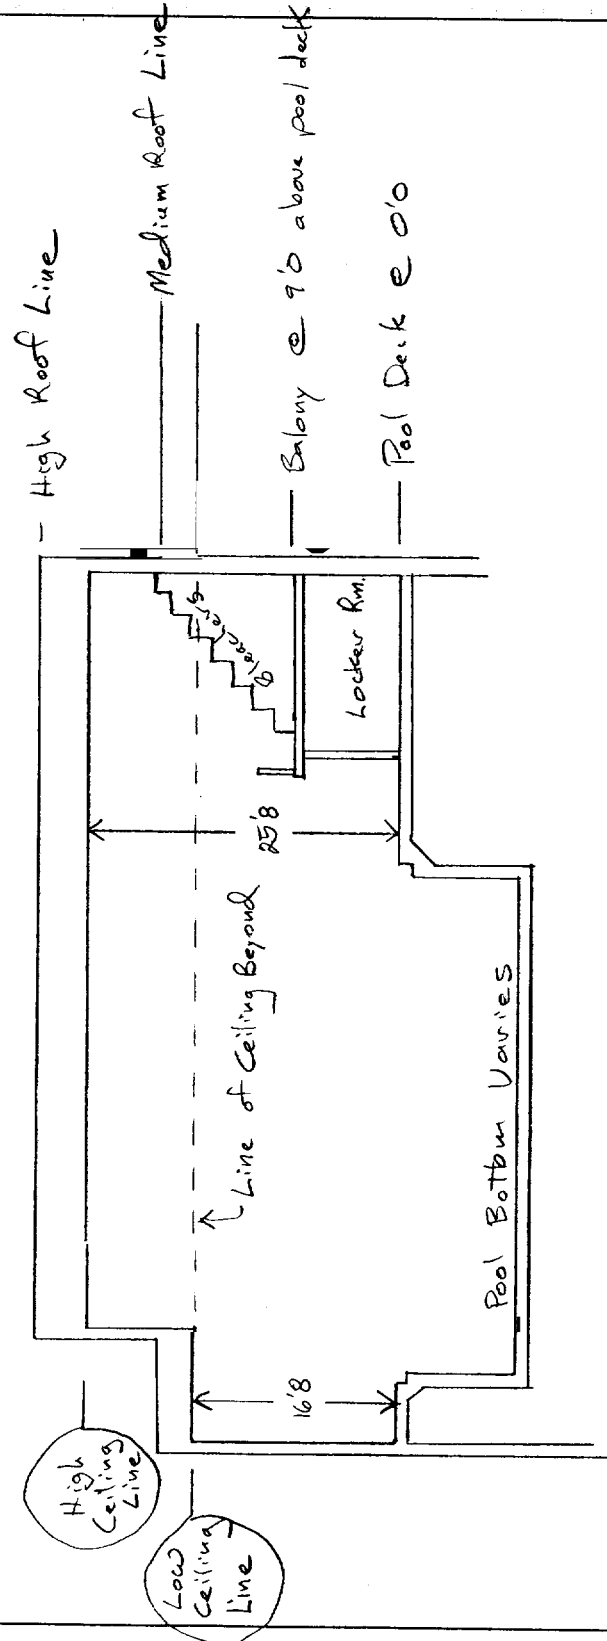 High Roof Line
Medium Roof Line
Balony @ 9'0 above pool deck
Pool Deck @ 0'0
High
Ceiling
Line
Low
Ceiling
Line
25'8
Line of Ceiling Beyond
16'8
Bleachers
Locker Rm.
Pool Bottom Varies